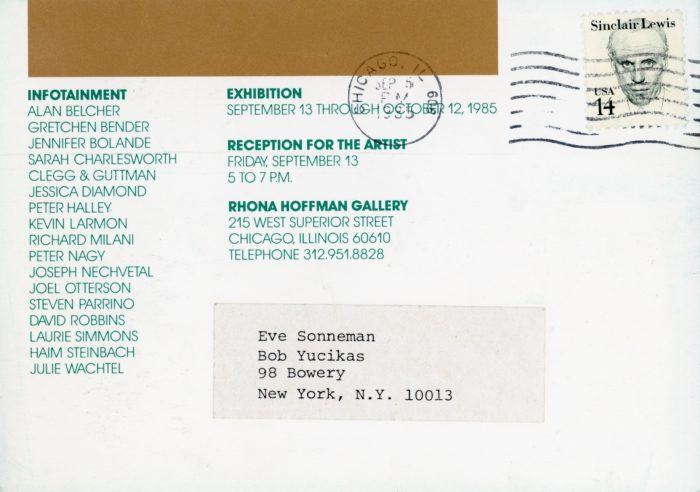 INFOTAINMENT
ALAN BELCHER
GRETCHEN BENDER
JENNIFER BOLANDE
SARAH CHARLESWORTH
CLEGG & GUTTMAN
JESSICA DIAMOND
PETER HALLEY
KEVIN LARMON
RICHARD MILANI
PETER NAGY
JOSEPH NECHVETAL
JOEL OTTERSON
STEVEN PARRINO
DAVID ROBBINS
LAURIE SIMMONS
HAIM STEINBACH
JULIE WACHTEL
EXHIBITION
SEPTEMBER 13 THROUGH OCTOBER 12, 1985
RECEPTION FOR THE ARTIST
FRIDAY, SEPTEMBER 13
5 TO 7 P.M.
RHONA HOFFMAN GALLERY
215 WEST SUPERIOR STREET
CHICAGO, ILLINOIS 60610
TELEPHONE 312.951.8828
CHICAGO, IL 606
SEP 5
PM
1985
Sinclair Lewis
USA
14
Eve Sonneman
Bob Yucikas
98 Bowery
New York, N.Y. 10013